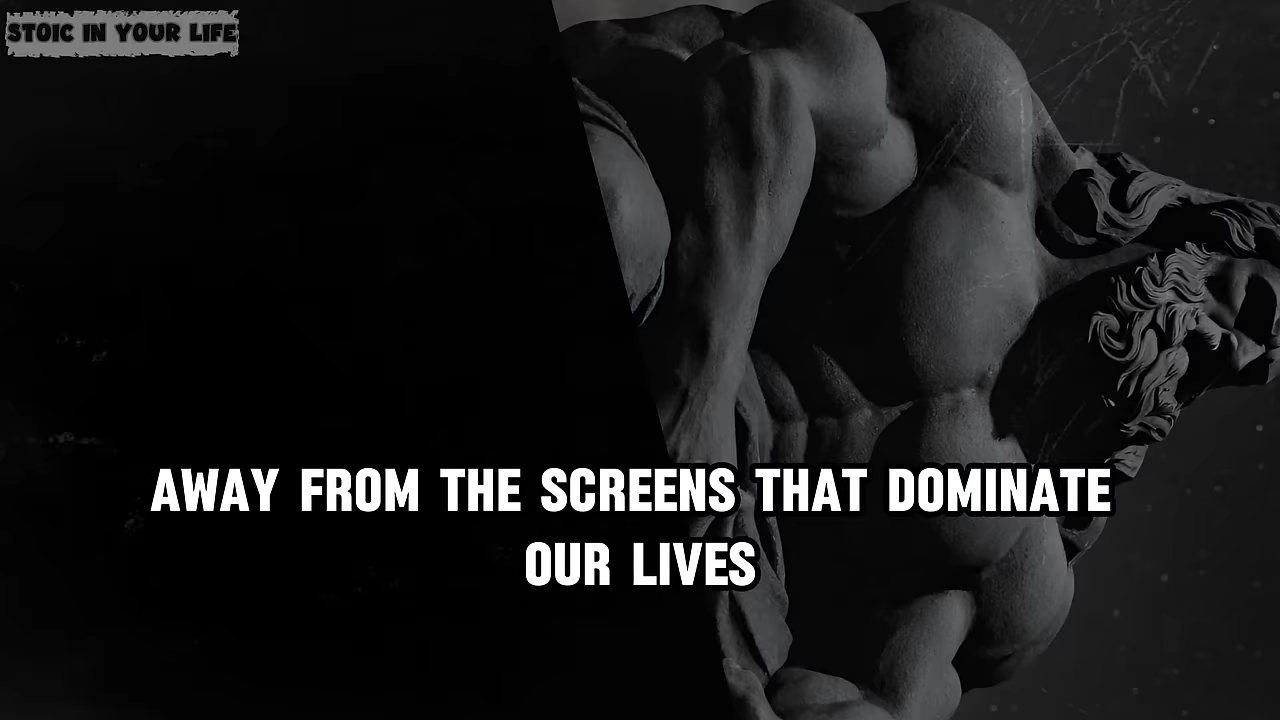 STOIC IN YOUR LIFE
AWAY FROM THE SCREENS THAT DOMINATE
OUR LIVES